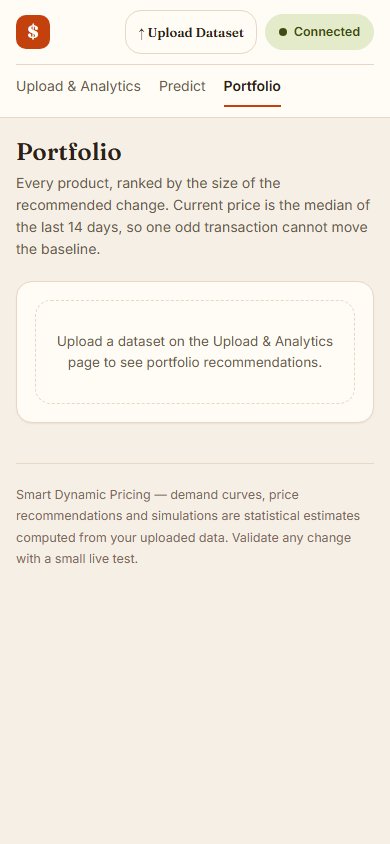 $
↑ Upload Dataset
Connected
Upload & Analytics
Predict
Portfolio
Portfolio
Every product, ranked by the size of the
recommended change. Current price is the median of
the last 14 days, so one odd transaction cannot move
the baseline.
Upload a dataset on the Upload & Analytics
page to see portfolio recommendations.
Smart Dynamic Pricing — demand curves, price
recommendations and simulations are statistical estimates
computed from your uploaded data. Validate any change
with a small live test.